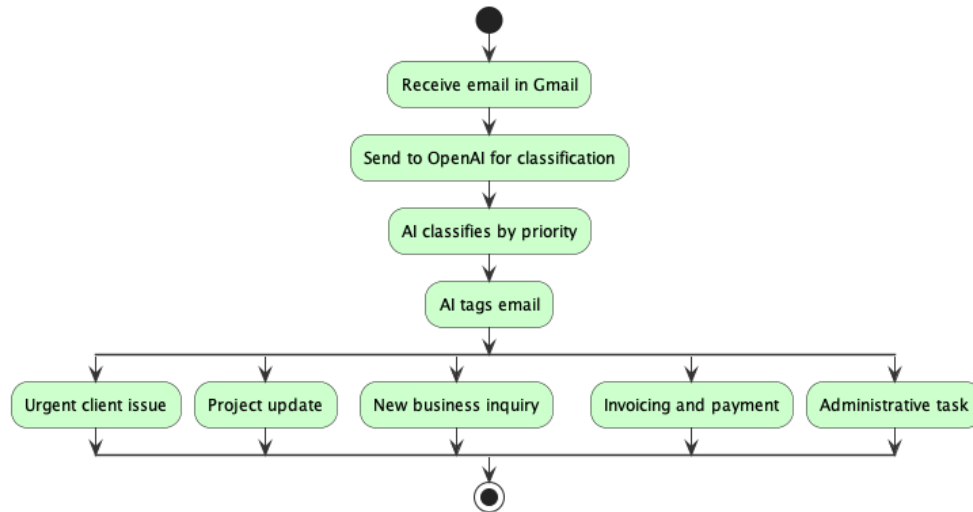 Receive email in Gmail
Send to OpenAI for classification
AI classifies by priority
AI tags email
Urgent client issue
Project update
New business inquiry
Invoicing and payment
Administrative task